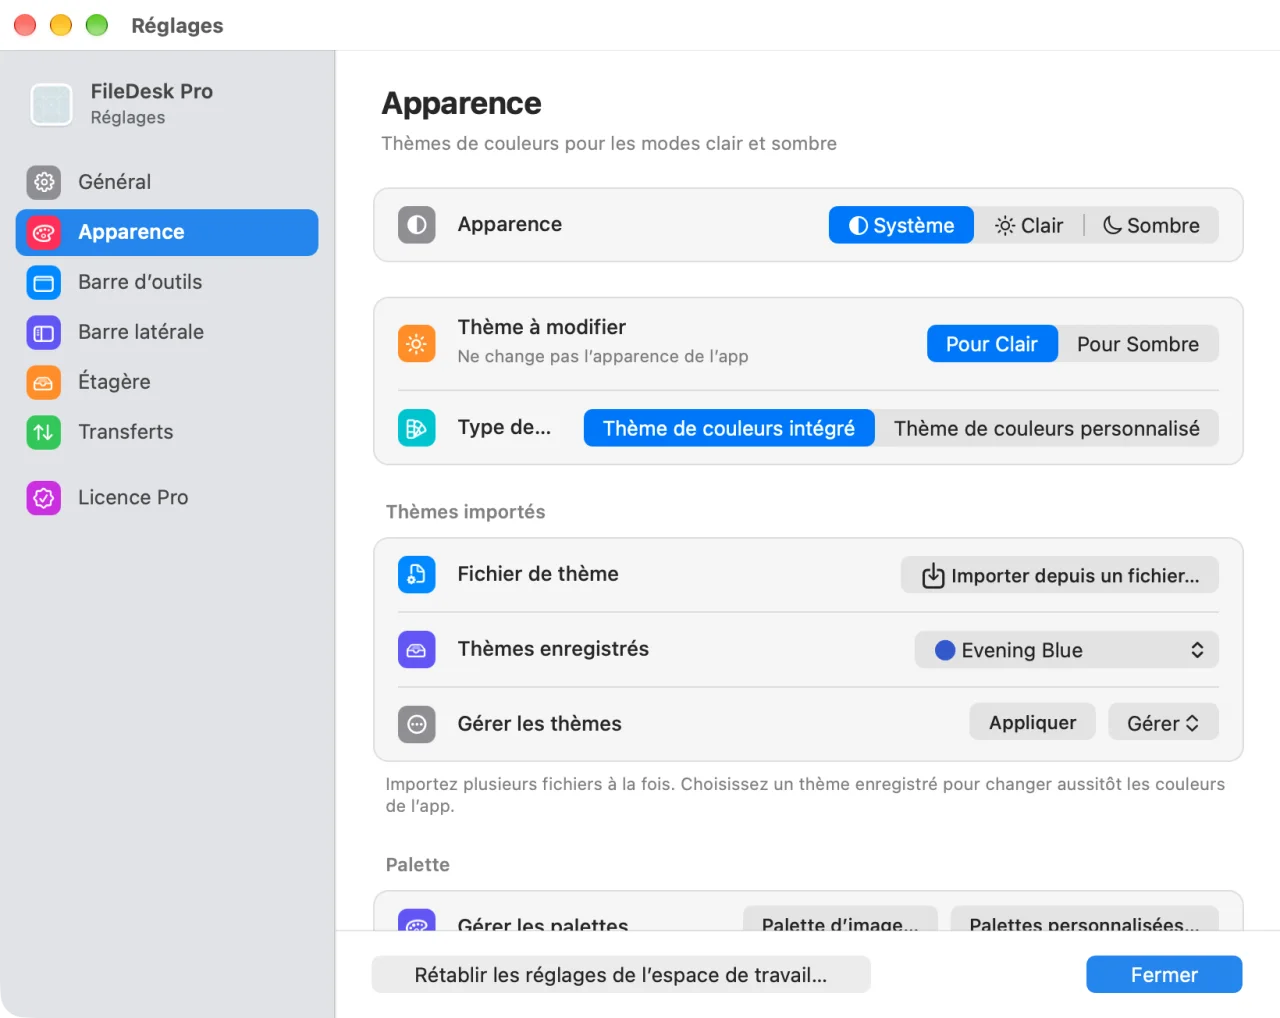 Réglages
FileDesk Pro
Réglages
Général
Apparence
Barre d’outils
Barre latérale
Étagère
Transferts
Licence Pro
Apparence
Thèmes de couleurs pour les modes clair et sombre
Apparence
Système
Clair
Sombre
Thème à modifier
Ne change pas l’apparence de l’app
Pour Clair
Pour Sombre
Type de...
Thème de couleurs intégré
Thème de couleurs personnalisé
Thèmes importés
Fichier de thème
Importer depuis un fichier...
Thèmes enregistrés
Evening Blue
Gérer les thèmes
Appliquer
Gérer
Importez plusieurs fichiers à la fois. Choisissez un thème enregistré pour changer aussitôt les couleurs
de l’app.
Palette
Gérer les palettes
Palette d’image...
Palettes personnalisées...
Rétablir les réglages de l’espace de travail...
Fermer